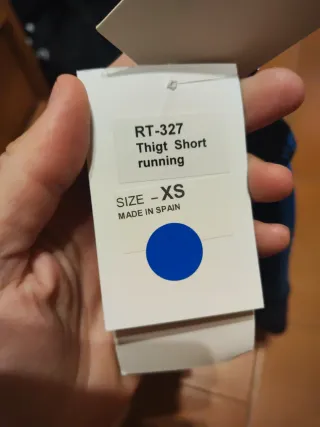 RT-327
Thigt Short
running
SIZE - XS
MADE IN SPAIN